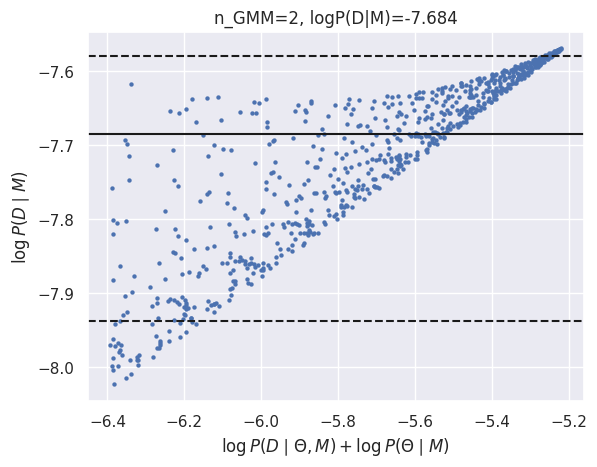 n_GMM=2, logP(D|M)=-7.684
log P(D | M)
−7.6
−7.7
−7.8
−7.9
−8.0
−6.4 −6.2 −6.0 −5.8 −5.6 −5.4 −5.2
log P(D | Θ, M) + log P(Θ | M)